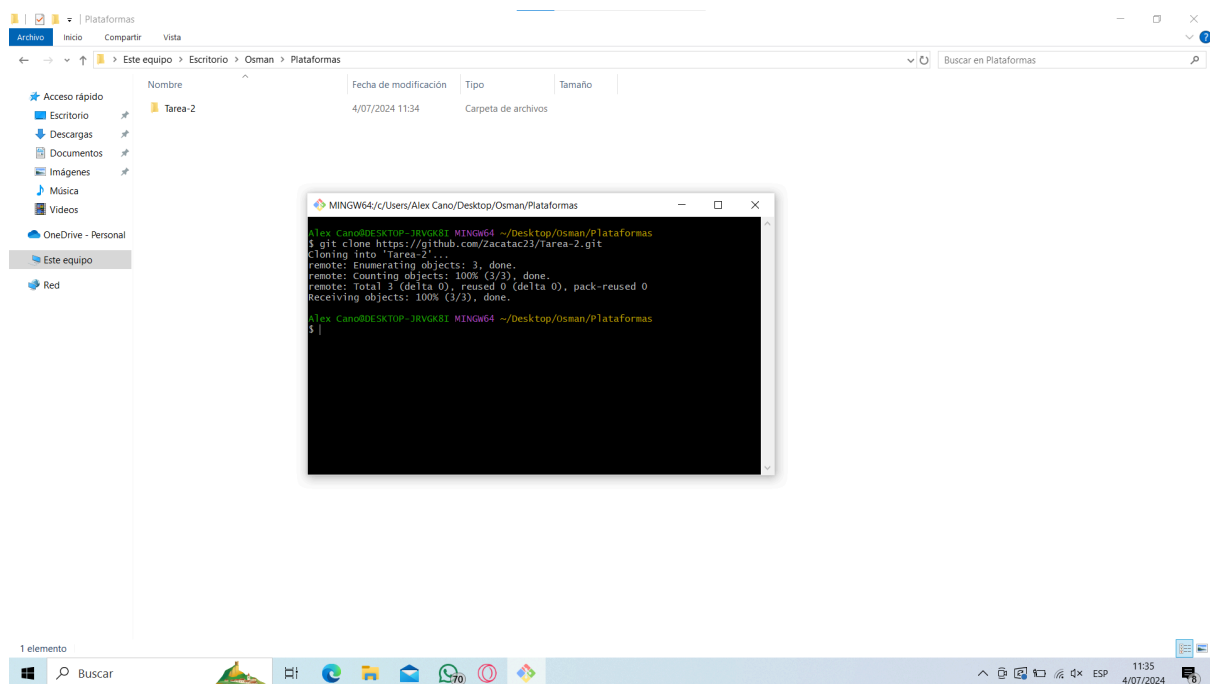 Plataformas
Archivo Inicio Compartir Vista
Este equipo > Escritorio > Osman > Plataformas
Buscar en Plataformas
Nombre Fecha de modificación Tipo Tamaño
Acceso rápido
Escritorio
Descargas
Documentos
Imágenes
Música
Videos
OneDrive - Personal
Este equipo
Red
Tarea-2 4/07/2024 11:34 Carpeta de archivos
MINGW64:/c/Users/Alex Cano/Desktop/Osman/Plataformas
Alex Cano@DESKTOP-JRVGK8I MINGW64 ~/Desktop/Osman/Plataformas
$ git clone https://github.com/Zacatac23/Tarea-2.git
Cloning into 'Tarea-2'...
remote: Enumerating objects: 3, done.
remote: Counting objects: 100% (3/3), done.
remote: Total 3 (delta 0), reused 0 (delta 0), pack-reused 0
Receiving objects: 100% (3/3), done.
Alex Cano@DESKTOP-JRVGK8I MINGW64 ~/Desktop/Osman/Plataformas
$
1 elemento
Buscar
70
ESP
11:35
4/07/2024
8